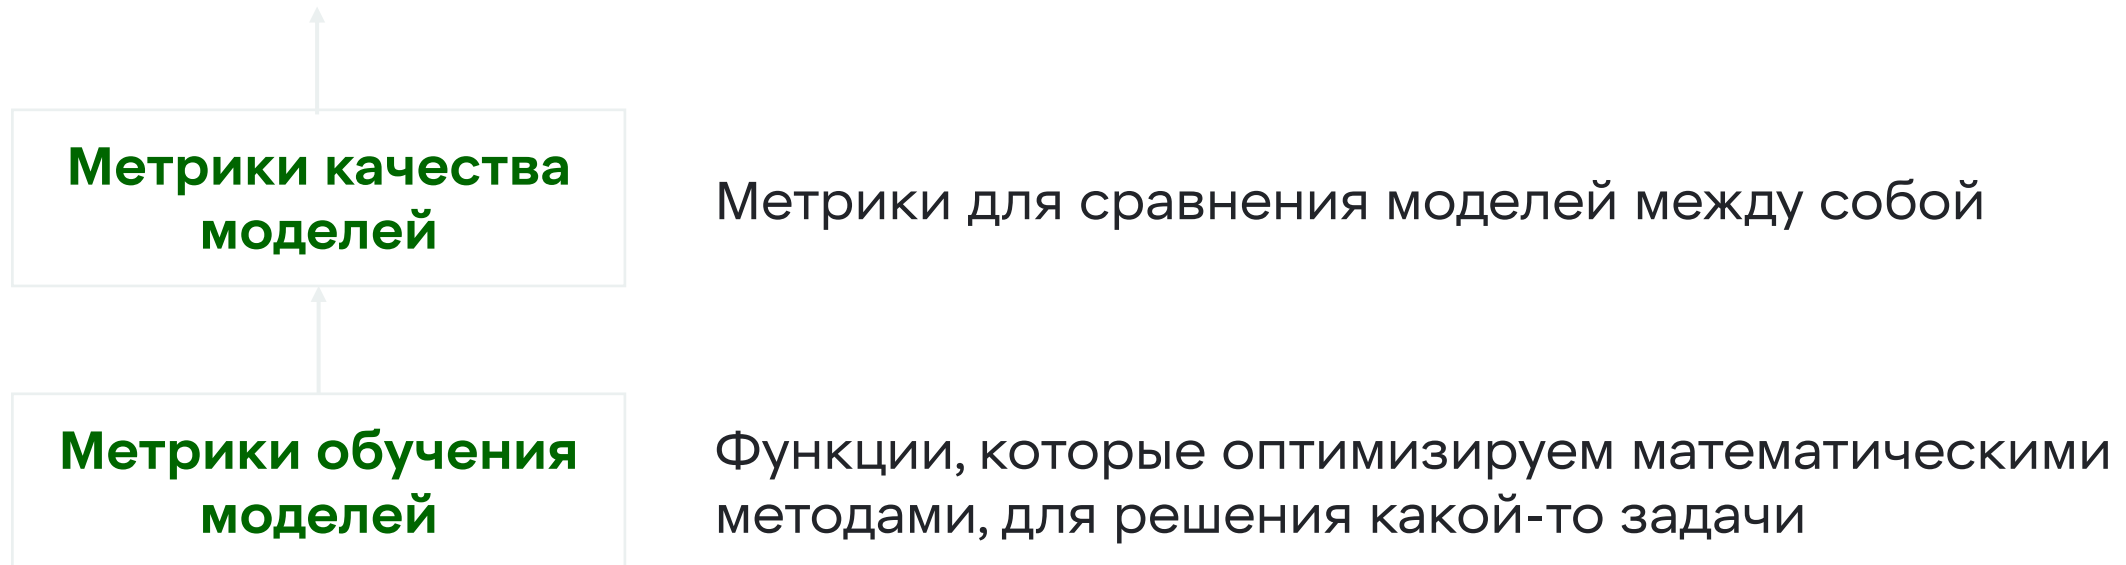 Метрики качества
моделей
Метрики для сравнения моделей между собой
Метрики обучения
моделей
Функции, которые оптимизируем математическими
методами, для решения какой-то задачи